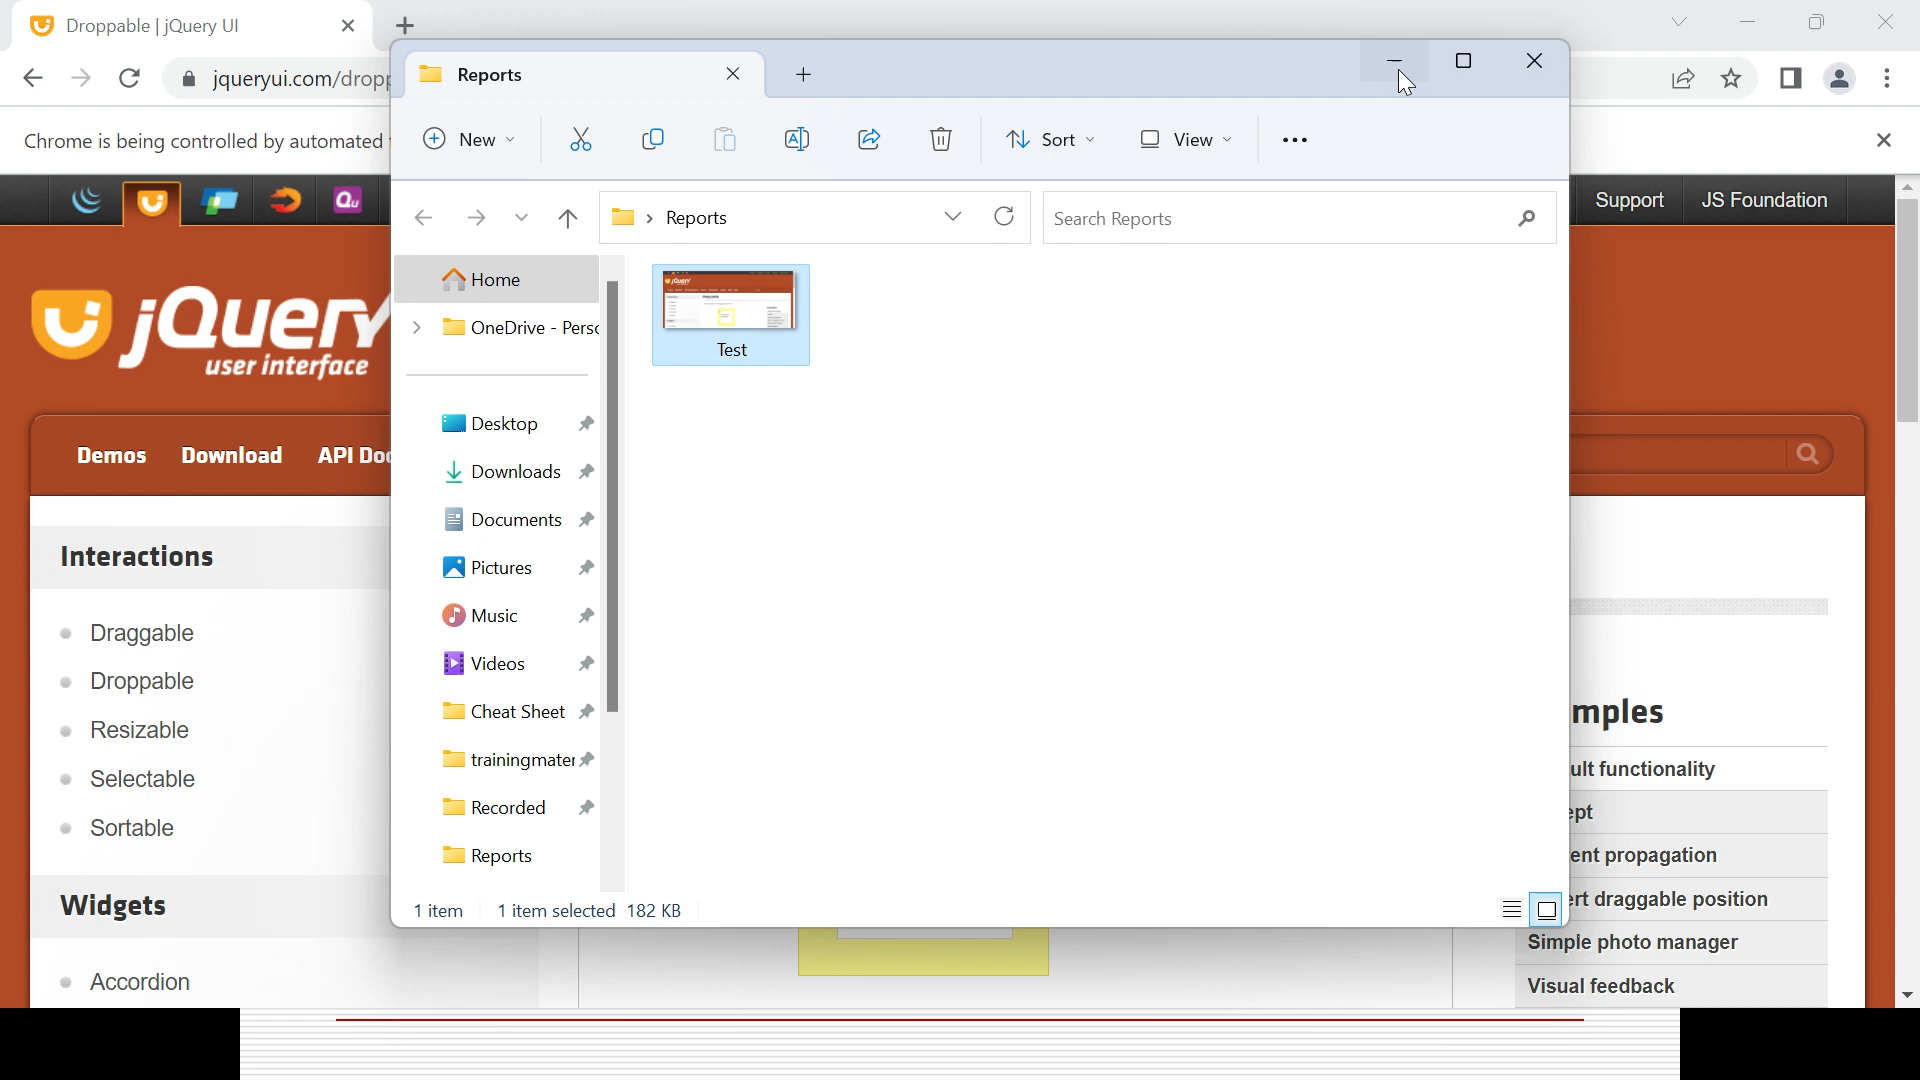 Droppable | jQuery UI
jqueryui.com/dropp
Chrome is being controlled by automated
Reports
New
Sort
View
Reports
Search Reports
Support
JS Foundation
Qu
jQuery
user interface
Demos
Download
API Doc
Interactions
Draggable
Droppable
Resizable
Selectable
Sortable
Widgets
Accordion
Home
OneDrive - Perso
Desktop
Downloads
Documents
Pictures
Music
Videos
Cheat Sheet
trainingmater
Recorded
Reports
Test
1 item
1 item selected 182 KB
mples
ult functionality
ept
ent propagation
rt draggable position
Simple photo manager
Visual feedback